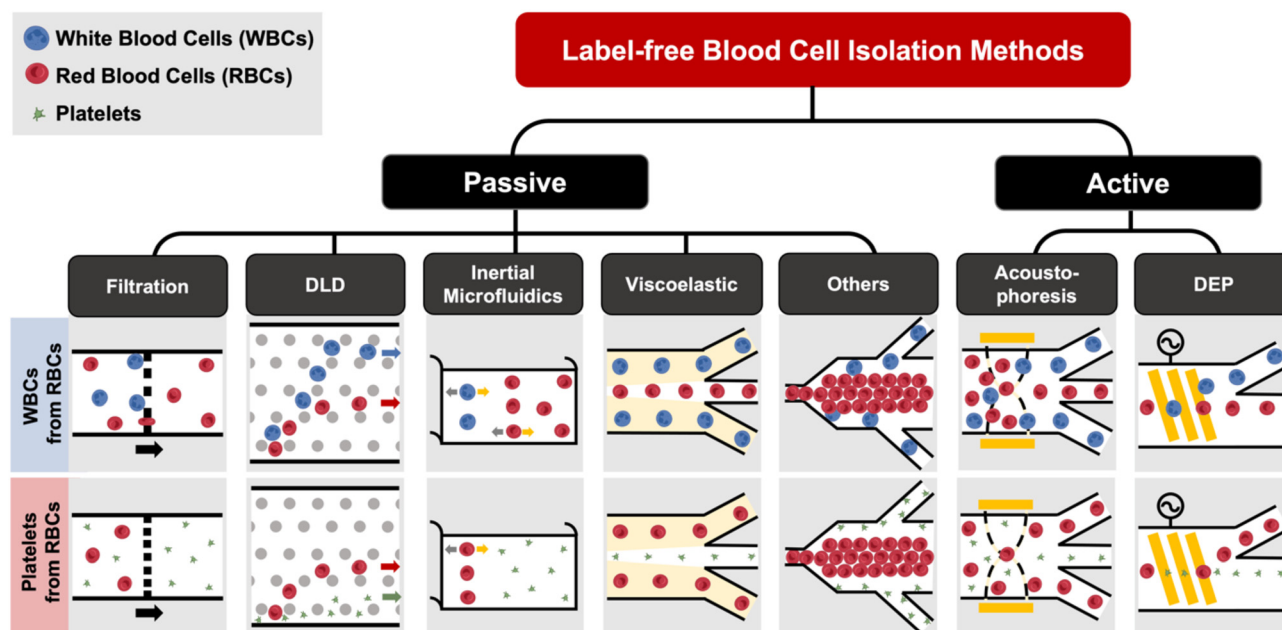 White Blood Cells (WBCs)
Red Blood Cells (RBCs)
Platelets
Label-free Blood Cell Isolation Methods
Passive
Active
Filtration
DLD
Inertial
Microfluidics
Viscoelastic
Others
Acousto-
phoresis
DEP
WBCs
from RBCs
Platelets
from RBCs